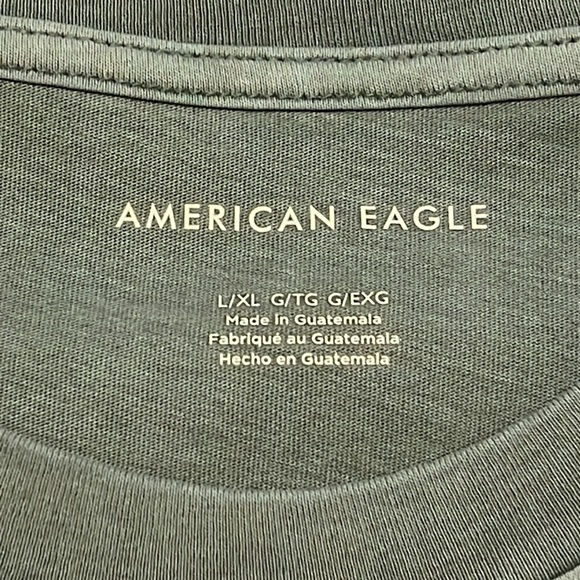 AMERICAN EAGLE
L/XL G/TG G/EXG
Made in Guatemala
Fabriqué au Guatemala
Hecho en Guatemala